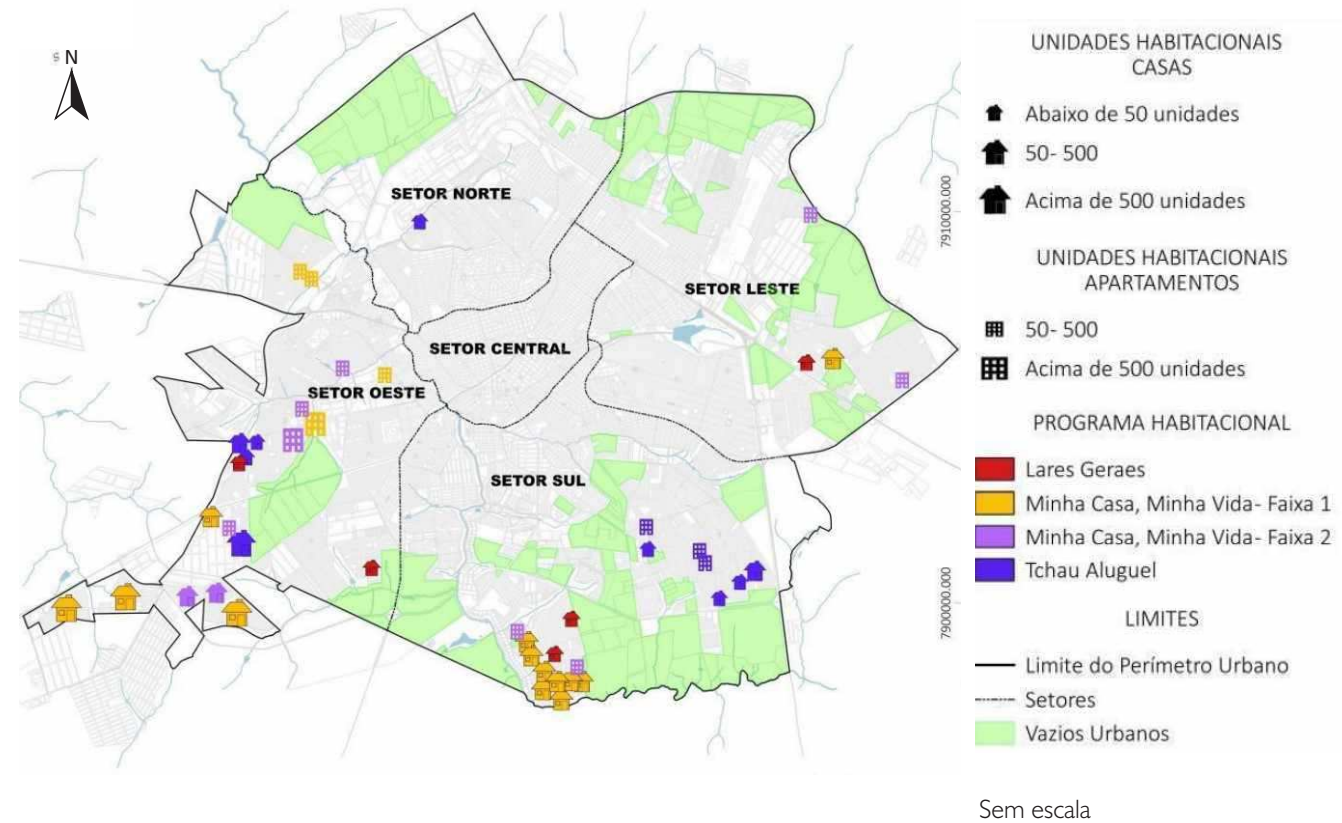 N
SETOR NORTE
SETOR LESTE
SETOR CENTRAL
SETOR OESTE
SETOR SUL
7910000.000
7900000.000
UNIDADES HABITACIONAIS
CASAS
Abaixo de 50 unidades
50- 500
Acima de 500 unidades
UNIDADES HABITACIONAIS
APARTAMENTOS
50- 500
Acima de 500 unidades
PROGRAMA HABITACIONAL
Lares Geraes
Minha Casa, Minha Vida- Faixa 1
Minha Casa, Minha Vida- Faixa 2
Tchau Aluguel
LIMITES
Limite do Perímetro Urbano
Setores
Vazios Urbanos
Sem escala